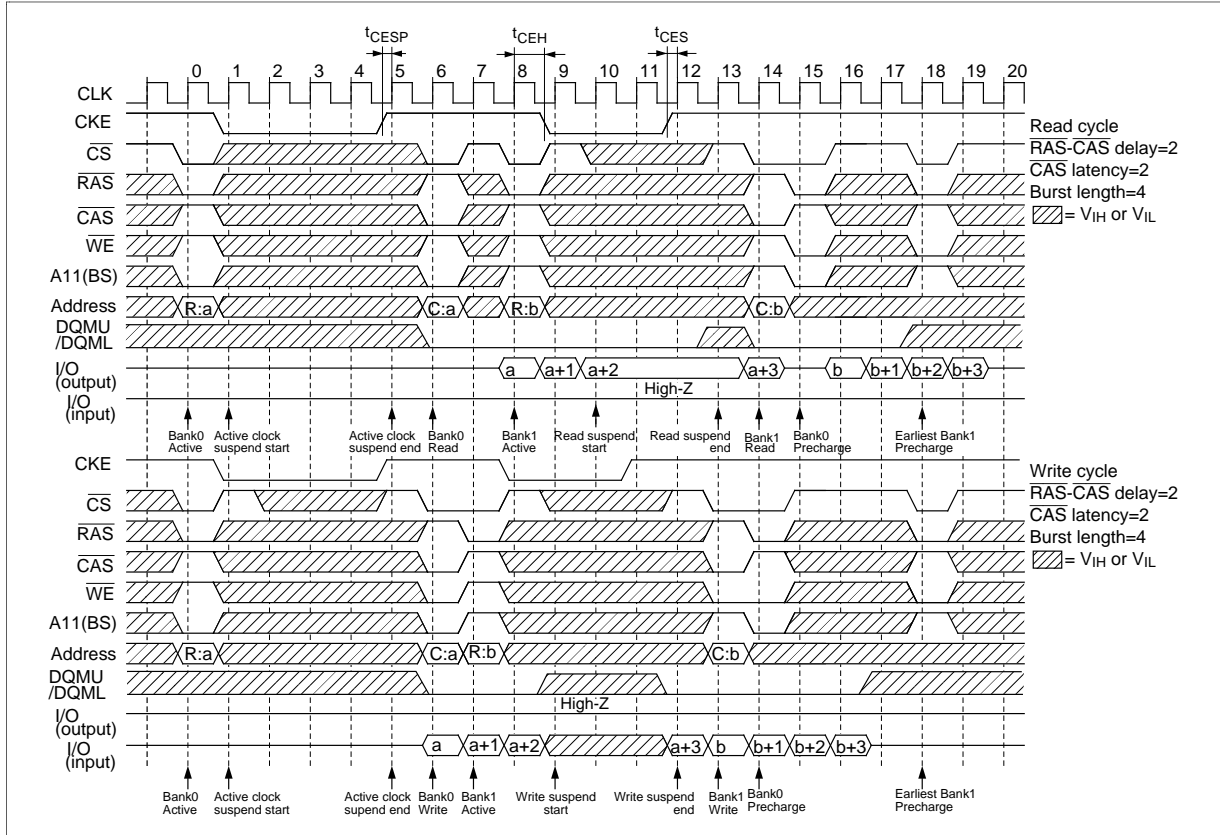 tCESP tCEH tCES
0 1 2 3 4 5 6 7 8 9 10 11 12 13 14 15 16 18 19 20
CLK
CKE
CS
RAS
CAS
WE
A11(BS)
Address R:a C:a R:b C:b
DQMU
/DQML
I/O
(output) a a+1 a+2 a+3 b b+1 b+2 b+3
High-Z
I/O
(input)
Read cycle
RAS-CAS delay=2
CAS latency=2
Burst length=4
= VIH or VIL
Bank0
Active
Active clock
suspend start
Active clock
suspend end
Bank0
Read
Bank1
Active
Read suspend
start
Read suspend
end
Bank1
Read
Bank0
Precharge
Earliest Bank1
Precharge
CKE
CS
RAS
CAS
WE
A11(BS)
Address R:a C:a R:b C:b
DQMU
/DQML
High-Z
I/O
(output)
I/O
(input) a a+1 a+2 a+3 b b+1 b+2 b+3
Write cycle
RAS-CAS delay=2
CAS latency=2
Burst length=4
= VIH or VIL
Bank0
Active
Active clock
suspend start
Active clock
supend end
Bank0
Write
Bank1
Active
Write suspend
start
Write suspend
end
Bank1
Write
Bank0
Precharge
Earliest Bank1
Precharge